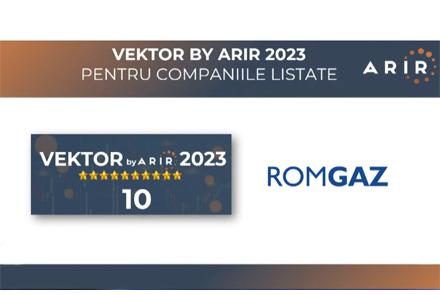 VEKTOR BY ARIR 2023
PENTRU COMPANIILE LISTATE
ARIR
VEKTOR by ARIR 2023
10
ROMGAZ